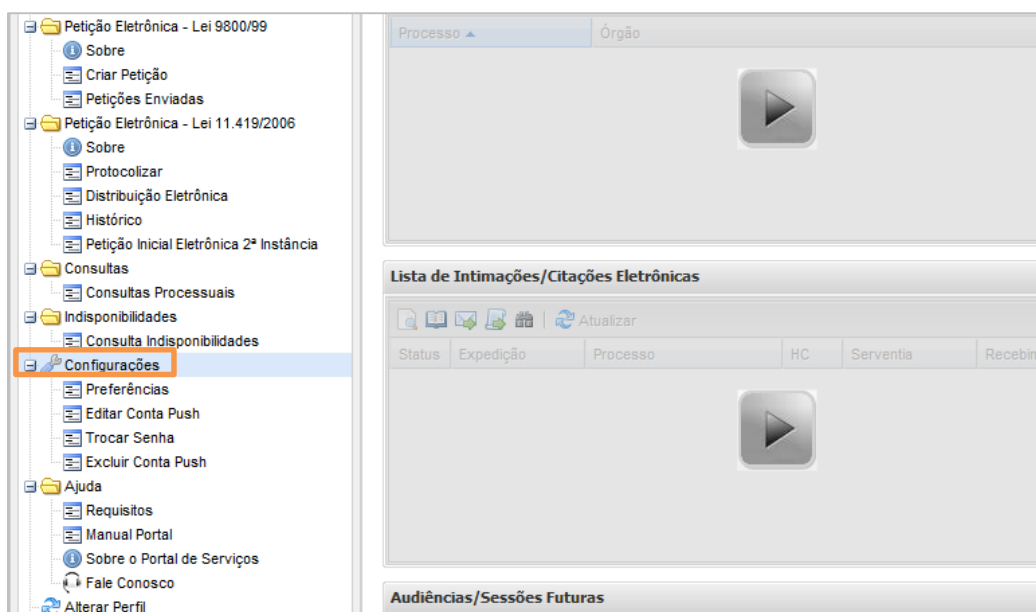 Petição Eletrônica - Lei 9800/99
Sobre
Criar Petição
Petições Enviadas
Petição Eletrônica - Lei 11.419/2006
Sobre
Protocolizar
Distribuição Eletrônica
Histórico
Petição Inicial Eletrônica 2ª Instância
Consultas
Consultas Processuais
Indisponibilidades
Consulta Indisponibilidades
Configurações
Preferências
Editar Conta Push
Trocar Senha
Excluir Conta Push
Ajuda
Requisitos
Manual Portal
Sobre o Portal de Serviços
Fale Conosco
Alterar Perfil
Processo Órgão
Lista de Intimações/Citações Eletrônicas
Atualizar
Status Expedição Processo HC Serventia Recebin
Audiências/Sessões Futuras